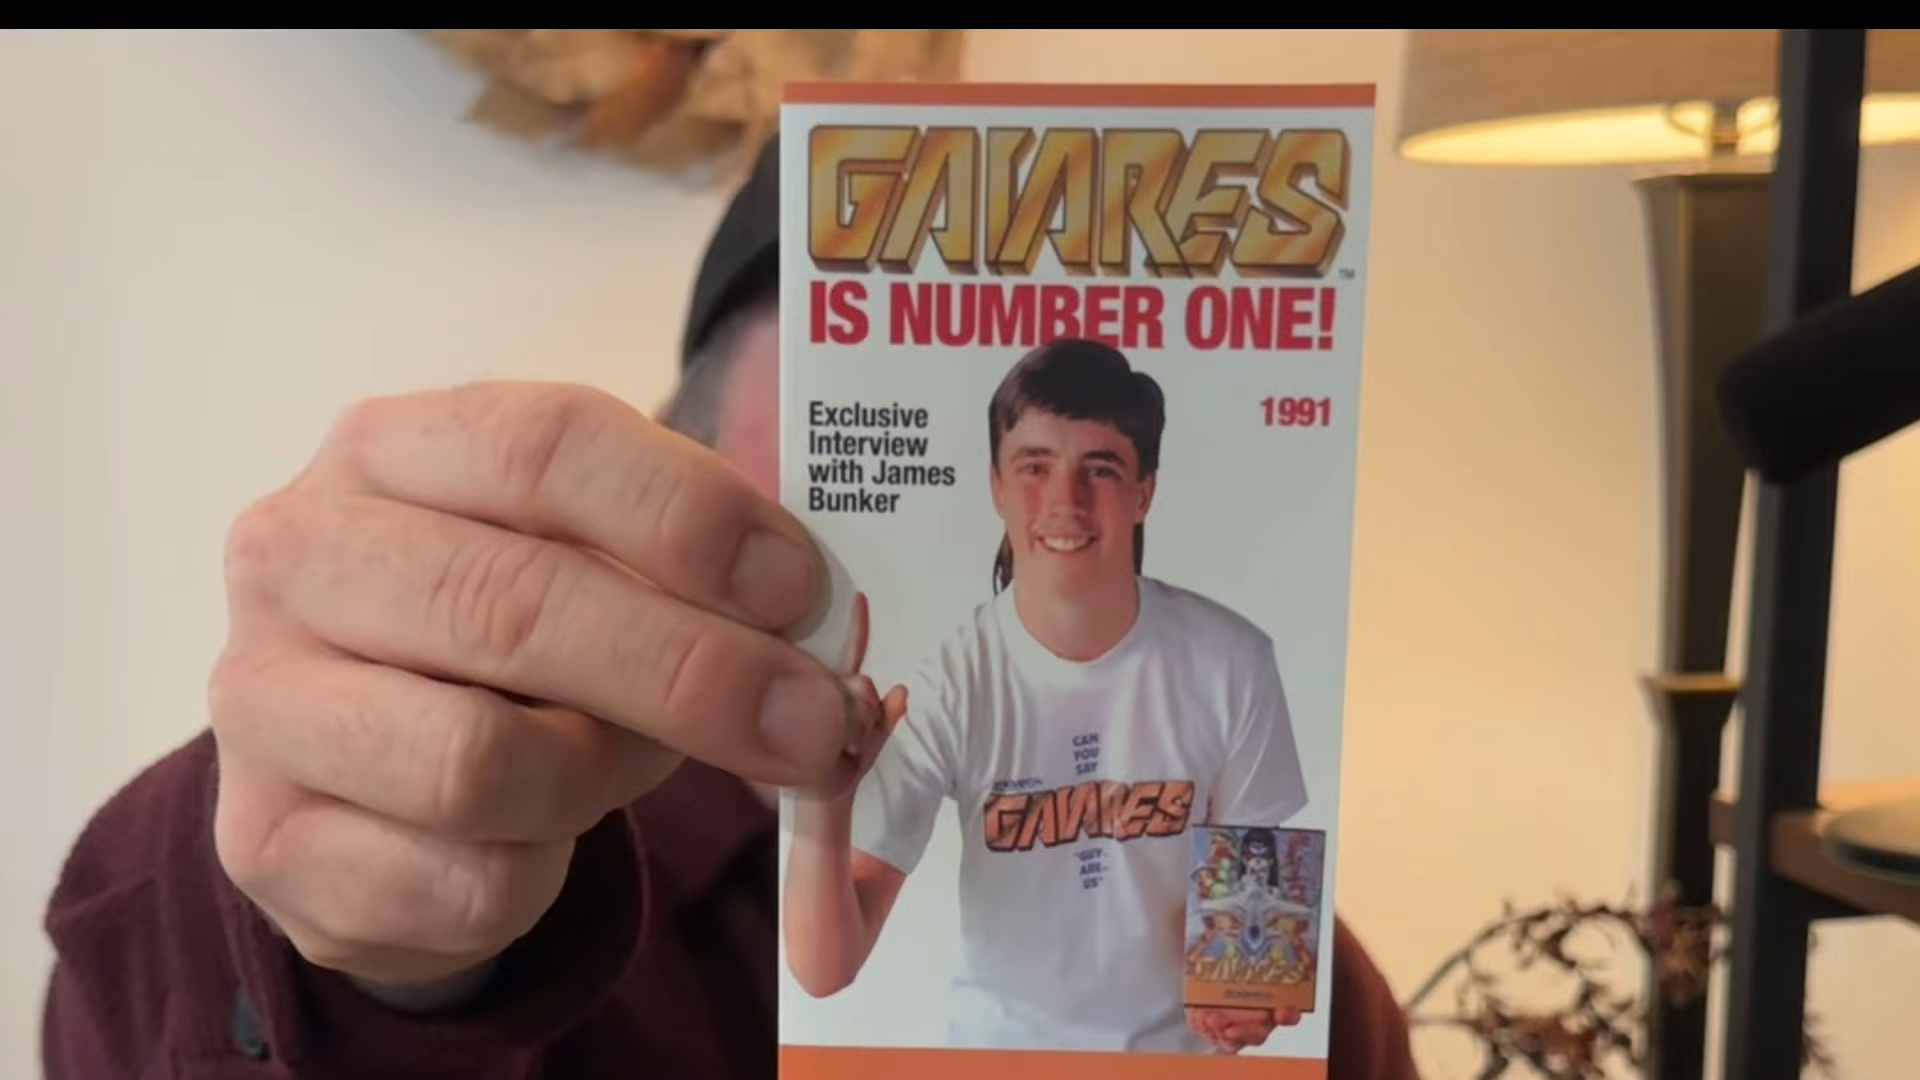 GAIARES
TM
IS NUMBER ONE!
1991
Exclusive
Interview
with James
Bunker
CAN
YOU
SAY
GAIARES
"GUY-
ARE-
US"
GAIARES